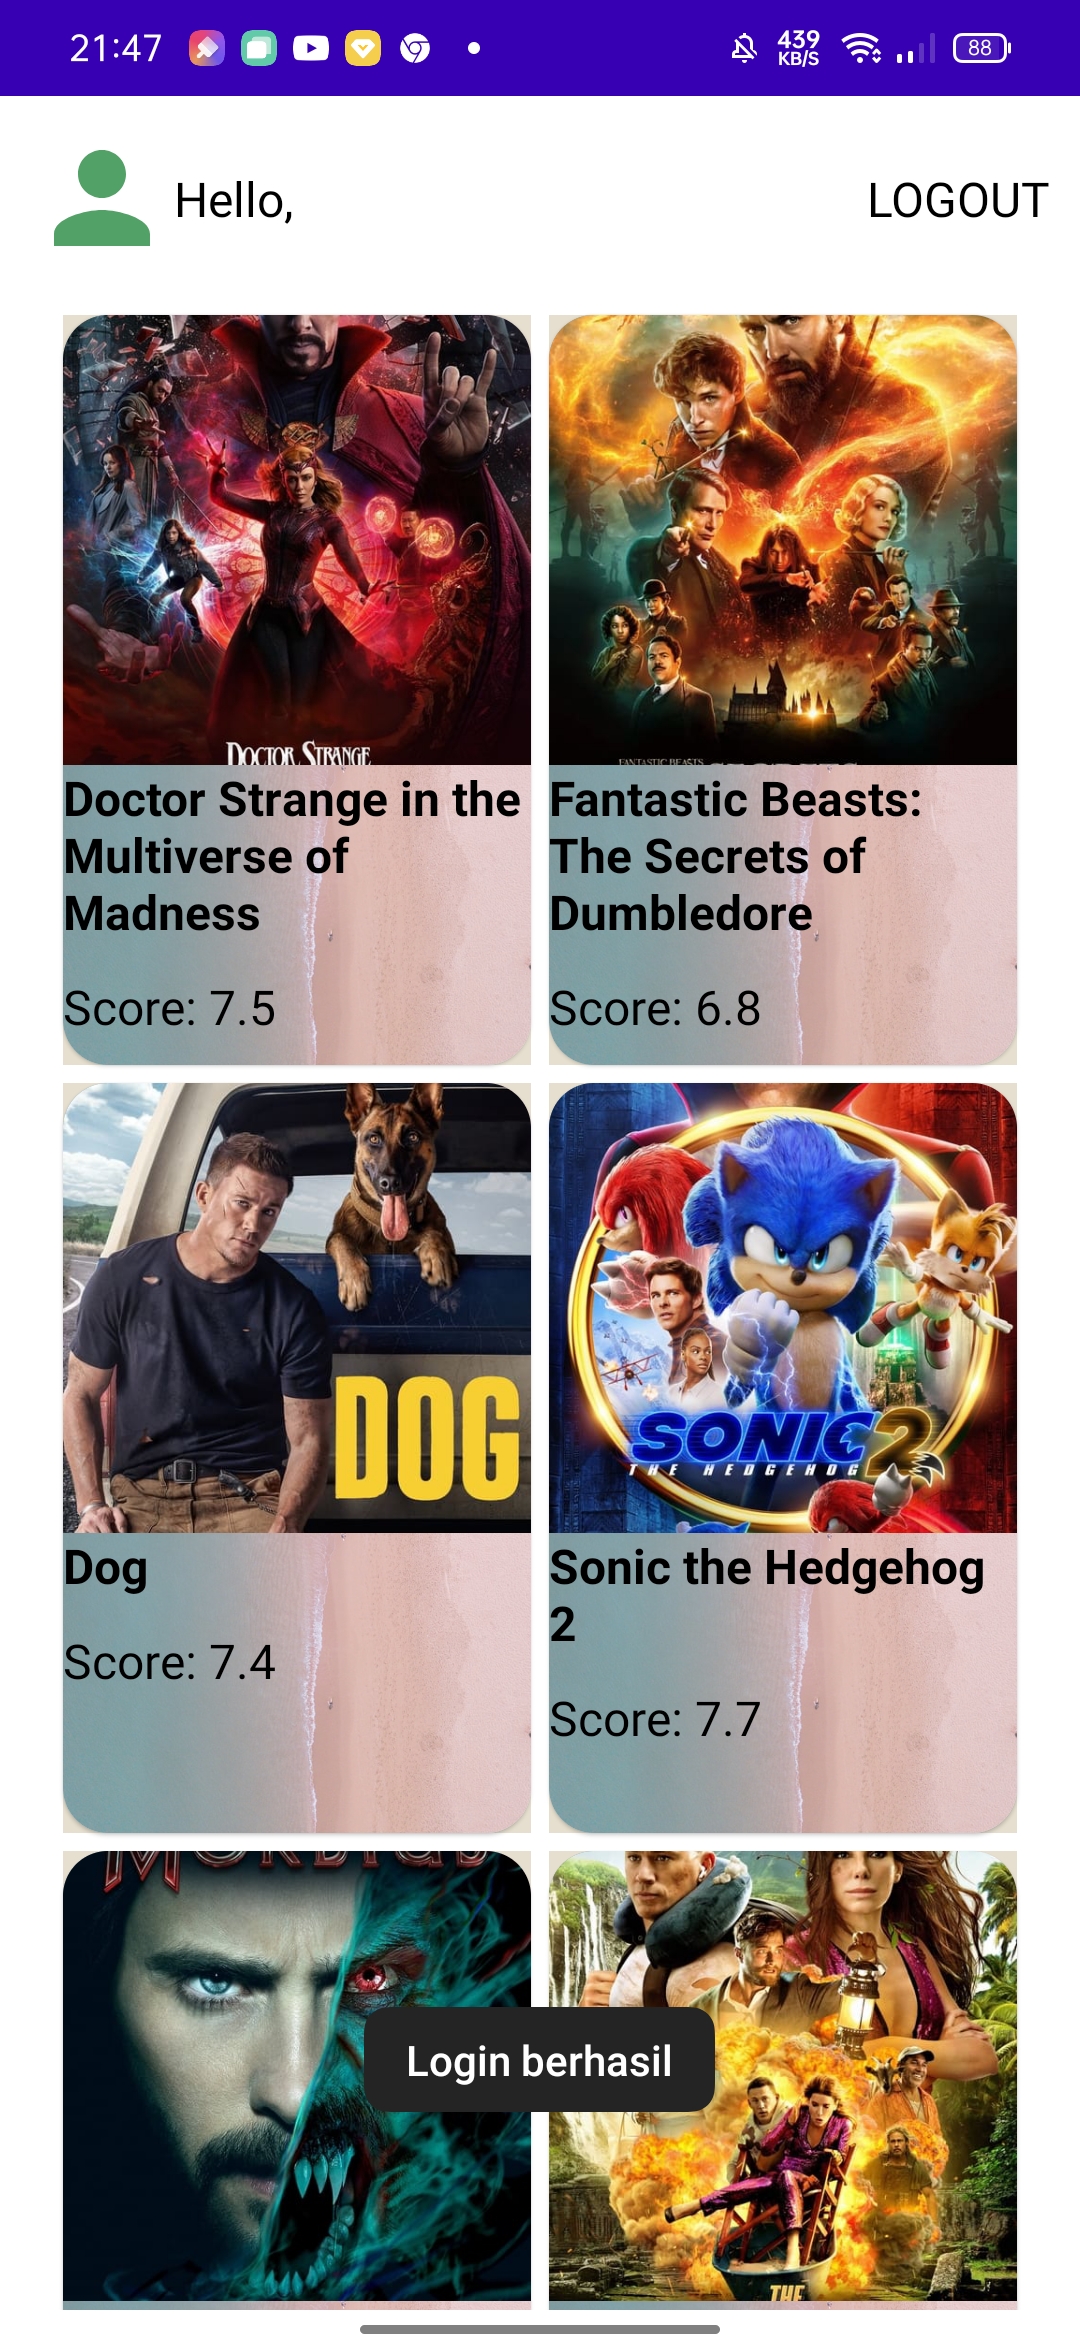 21:47
439
KB/S
88
Hello,
LOGOUT
DOCTOR STRANGE
FANTASTIC BEASTS
SECRETS
Doctor Strange in the
Multiverse of
Madness
Score: 7.5
Fantastic Beasts:
The Secrets of
Dumbledore
Score: 6.8
DOG
SONIC 2
THE HEDGEHOG
Dog
Score: 7.4
Sonic the Hedgehog
2
Score: 7.7
MORBIUS
Login berhasil
THE